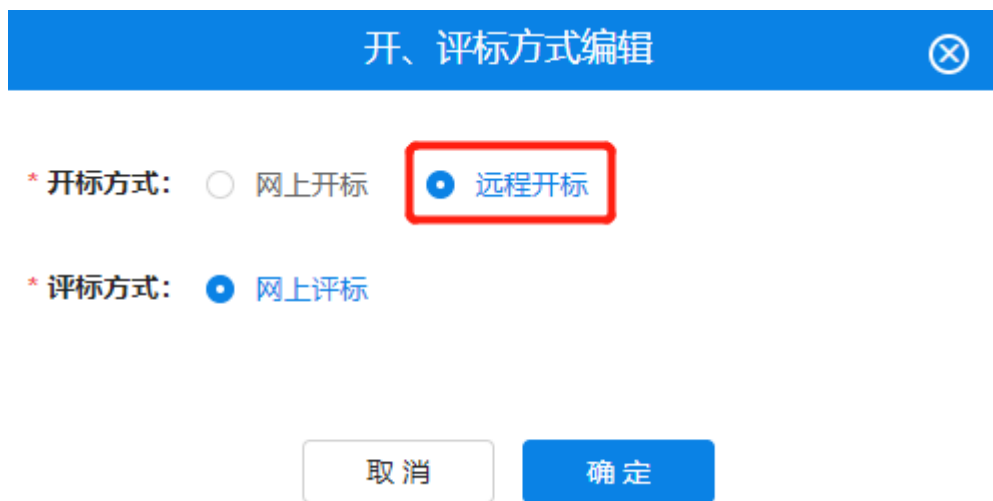 开、评标方式编辑
* 开标方式： 网上开标 远程开标
* 评标方式： 网上评标
取 消 确 定